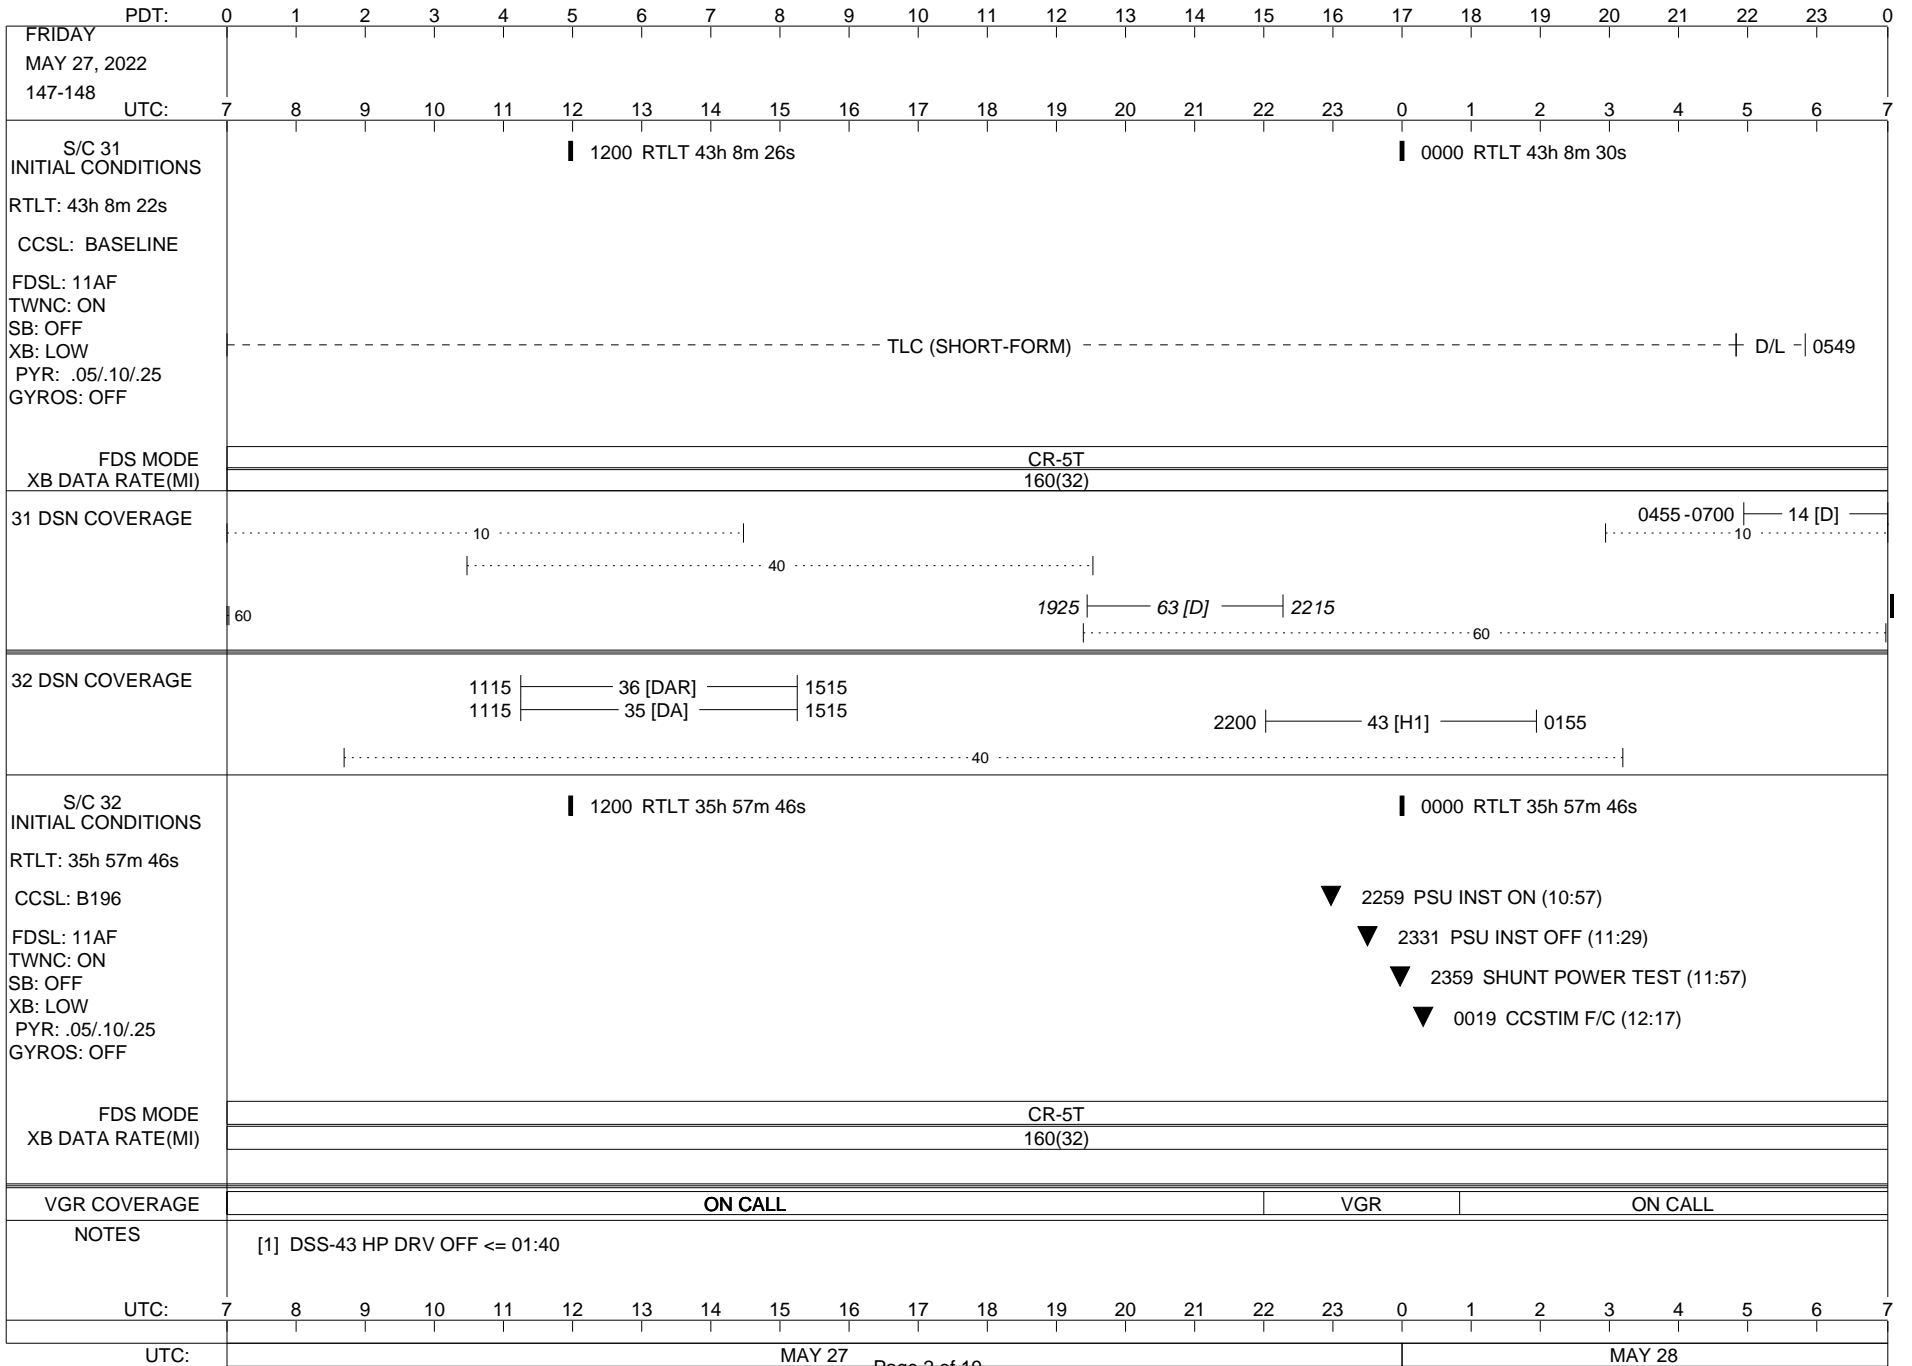 PDT: 0 1 2 3 4 5 6 7 8 9 10 11 12 13 14 15 16 17 18 19 20 21 22 23 0
FRIDAY
MAY 27, 2022
147-148
UTC: 7 8 9 10 11 12 13 14 15 16 17 18 19 20 21 22 23 0 1 2 3 4 5 6 7
S/C 31
INITIAL CONDITIONS
1200 RTLT 43h 8m 26s
0000 RTLT 43h 8m 30s
RTLT: 43h 8m 22s
CCSL: BASELINE
FDSL: 11AF
TWNC: ON
SB: OFF
XB: LOW
TLC (SHORT-FORM) D/L 0549
PYR: .05/.10/.25
GYROS: OFF
FDS MODE CR-5T
XB DATA RATE(MI) 160(32)
31 DSN COVERAGE
0455-0700 14 [D]
10 10
40
1925 63 [D] 2215
60
60
32 DSN COVERAGE
1115 36 [DAR] 1515
1115 35 [DA] 1515
2200 43 [H1] 0155
40
S/C 32
INITIAL CONDITIONS
1200 RTLT 35h 57m 46s
0000 RTLT 35h 57m 46s
RTLT: 35h 57m 46s
CCSL: B196
2259 PSU INST ON (10:57)
FDSL: 11AF
2331 PSU INST OFF (11:29)
TWNC: ON
SB: OFF
2359 SHUNT POWER TEST (11:57)
XB: LOW
0019 CCSTIM F/C (12:17)
PYR: .05/.10/.25
GYROS: OFF
FDS MODE CR-5T
XB DATA RATE(MI) 160(32)
VGR COVERAGE ON CALL VGR ON CALL
NOTES
[1] DSS-43 HP DRV OFF <= 01:40
UTC: 7 8 9 10 11 12 13 14 15 16 17 18 19 20 21 22 23 0 1 2 3 4 5 6 7
UTC: MAY 27 MAY 28
Page 2 of 19